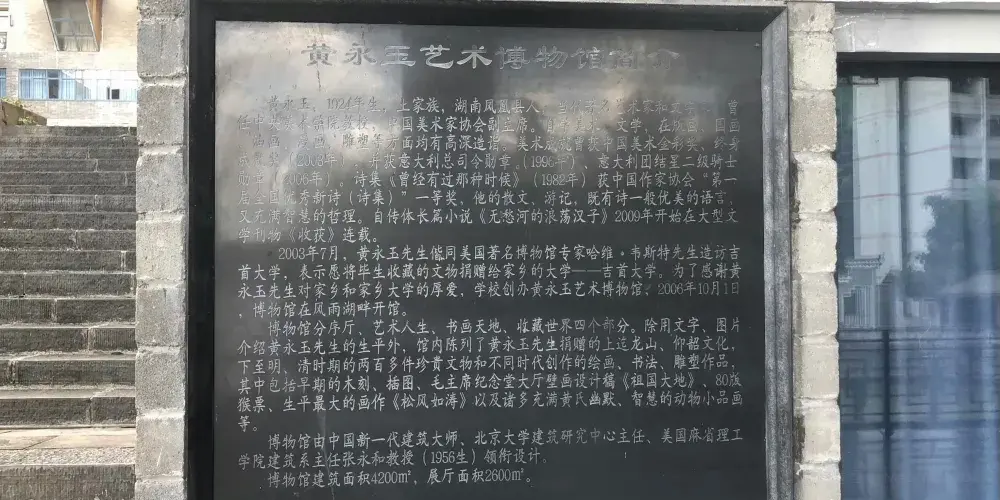 黄永玉艺术博物馆简介
黄永玉，1924年生，土家族，湖南凤凰县人，
任中央美术学院教授，中国美术家协会副主席。文学，在版画、国画
雕塑等方面均有高深造诣。美术成就曾获中国美术金彩奖、终身
（2003年），并获意大利总司令勋章。（1996年）、意大利团结星二级骑士
（2006年）。诗集《曾经有过那种时候》（1982年）获中国作家协会“第一
届全国优秀新诗（诗集）”一等奖，他的散文、游记，既有诗一般优美的语言，
又充满智慧的哲理。自传体长篇小说《无愁河的浪荡汉子》2009年开始在大型文
学刊物《收获》连载。
2003年7月，黄永玉先生偕同美国著名博物馆专家哈维·韦斯特先生造访吉
首大学，表示愿将毕生收藏的文物捐赠给家乡的大学——吉首大学。为了感谢黄
永玉先生对家乡和家乡大学的厚爱，学校创办黄永玉艺术博物馆，2006年10月1日
，博物馆在风雨湖畔开馆。
博物馆分序厅、艺术人生、书画天地、收藏世界四个部分。除用文字、图片
介绍黄永玉先生的生平外，馆内陈列了黄永玉先生捐赠的上迄龙山、仰韶文化，
下至明、清时期的两百多件珍贵文物和不同时代创作的绘画、书法、雕塑作品，
其中包括早期的木刻、插图、毛主席纪念堂大厅壁画设计稿《祖国大地》、80版
猴票、生平最大的画作《松风如涛》以及诸多充满黄氏幽默、智慧的动物小品画
等。
博物馆由中国新一代建筑大师、北京大学建筑研究中心主任、美国麻省理工
学院建筑系主任张永和教授（1956生）领衔设计。
博物馆建筑面积4200㎡，展厅面积2600㎡。